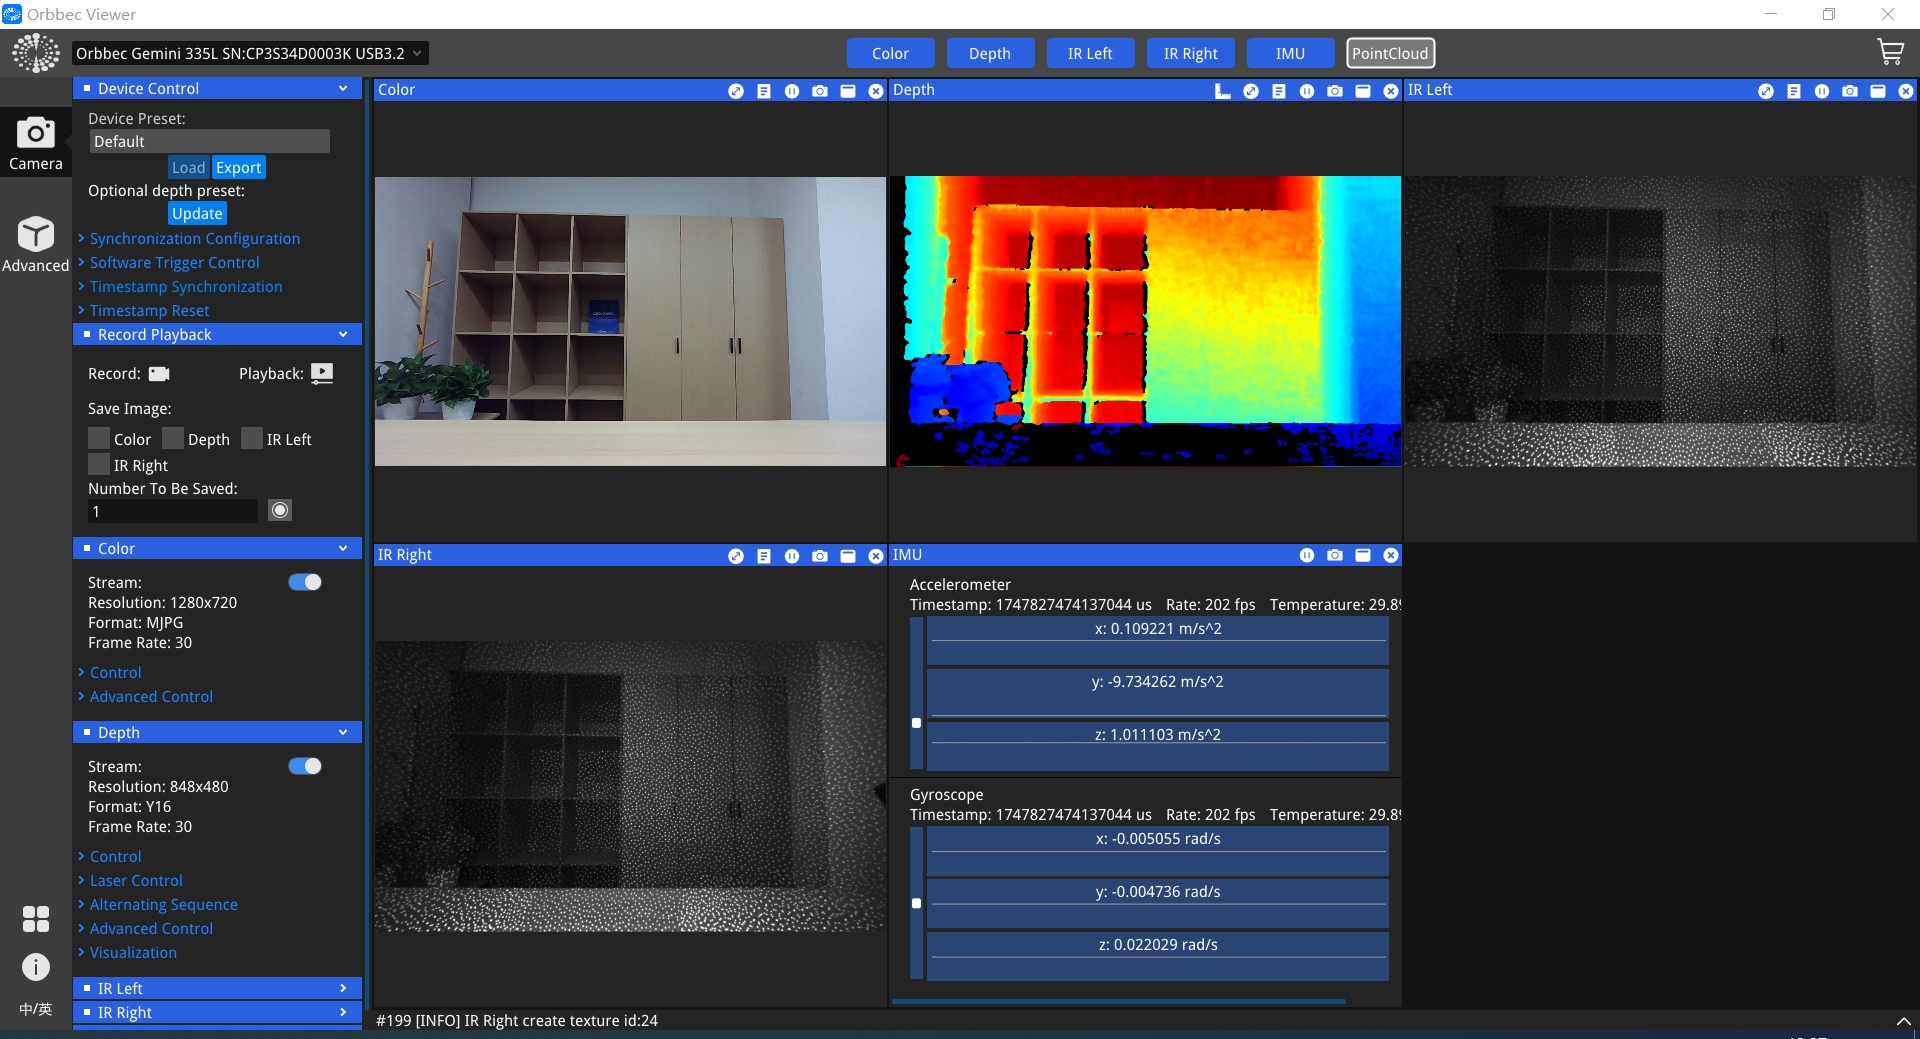 Orbbec Viewer
Orbbec Gemini 335L SN:CP3S34D0003K USB3.2
Color
Depth
IR Left
IR Right
IMU
PointCloud
Camera
Advanced
中/英
Device Control
Device Preset:
Default
Load Export
Optional depth preset:
Update
Synchronization Configuration
Software Trigger Control
Timestamp Synchronization
Timestamp Reset
Record Playback
Record: Playback:
Save Image:
Color Depth IR Left
IR Right
Number To Be Saved:
1
Color
Stream:
Resolution: 1280x720
Format: MJPG
Frame Rate: 30
Control
Advanced Control
Depth
Stream:
Resolution: 848x480
Format: Y16
Frame Rate: 30
Control
Laser Control
Alternating Sequence
Advanced Control
Visualization
IR Left
IR Right
Color
Depth
IR Left
IR Right
IMU
Accelerometer
Timestamp: 1747827474137044 us Rate: 202 fps Temperature: 29.89
x: 0.109221 m/s^2
y: -9.734262 m/s^2
z: 1.011103 m/s^2
Gyroscope
Timestamp: 1747827474137044 us Rate: 202 fps Temperature: 29.89
x: -0.005055 rad/s
y: -0.004736 rad/s
z: 0.022029 rad/s
#199 [INFO] IR Right create texture id:24